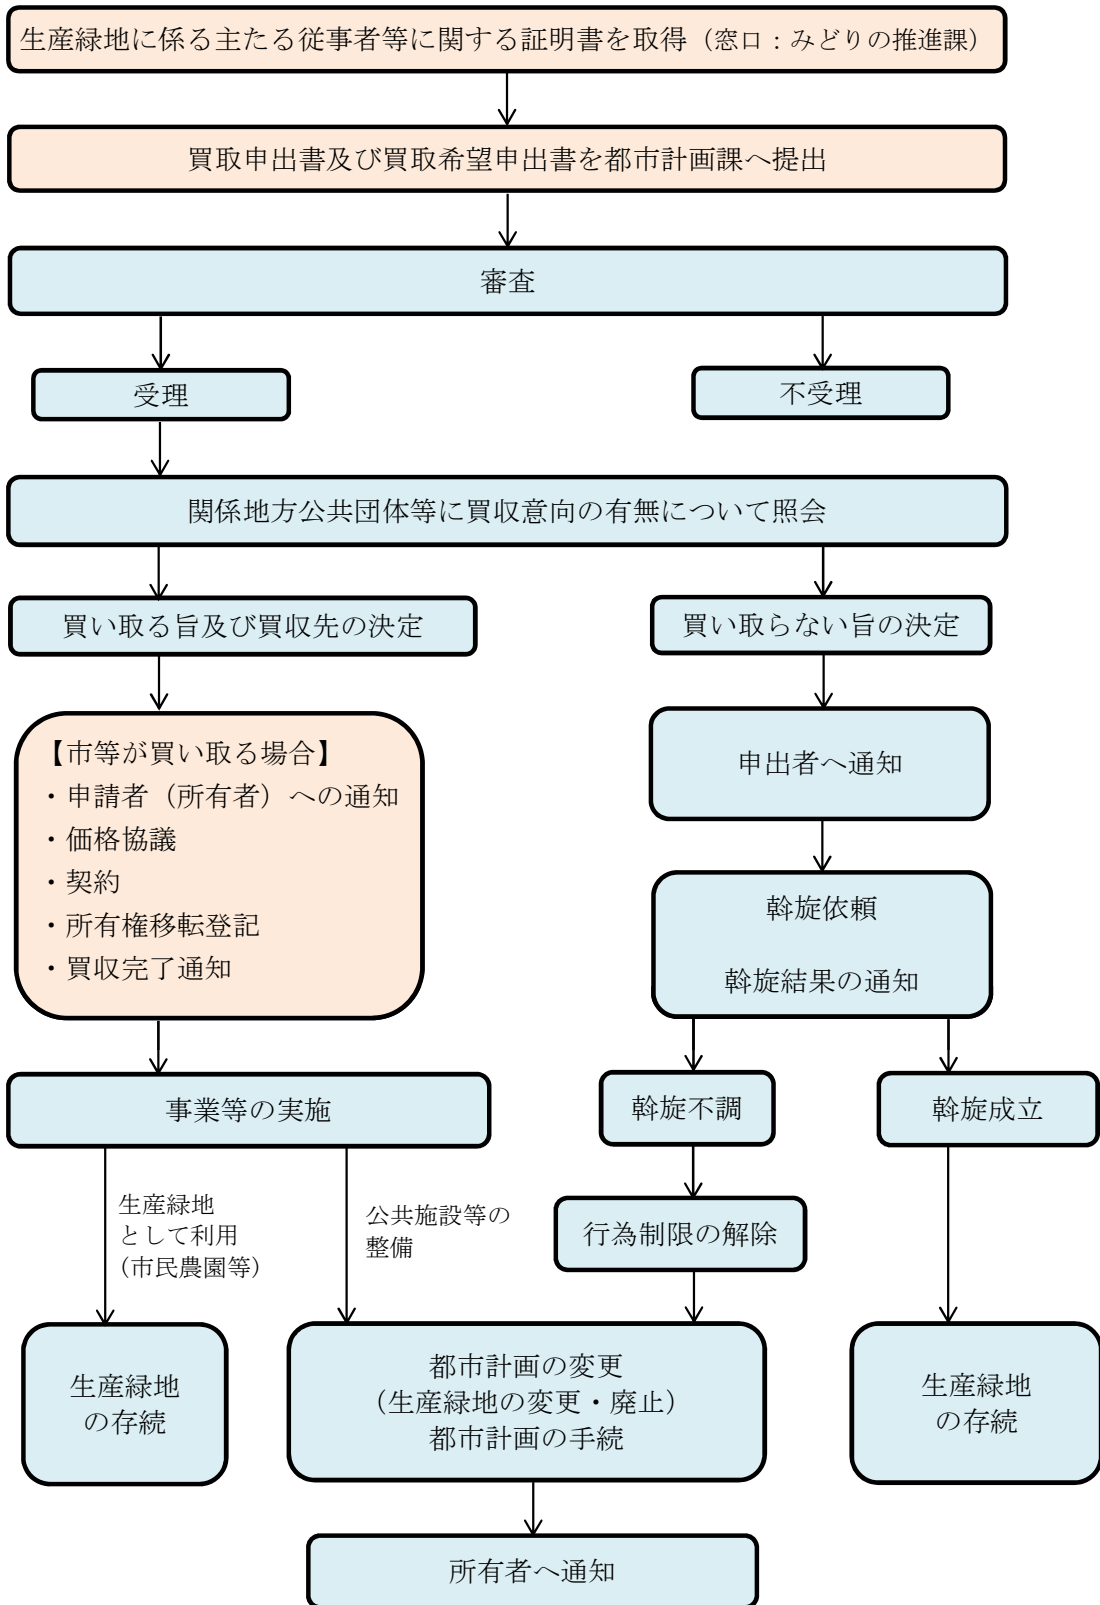 生産緑地に係る主たる従事者等に関する証明書を取得（窓口：みどりの推進課）
買取申出書及び買取希望申出書を都市計画課へ提出
審査
受理
不受理
関係地方公共団体等に買収意向の有無について照会
買い取る旨及び買収先の決定
買い取らない旨の決定
【市等が買い取る場合】
・申請者（所有者）への通知
・価格協議
・契約
・所有権移転登記
・買収完了通知
申出者へ通知
斡旋依頼
斡旋結果の通知
事業等の実施
斡旋不調
斡旋成立
生産緑地
として利用
（市民農園等）
公共施設等の
整備
行為制限の解除
生産緑地
の存続
都市計画の変更
（生産緑地の変更・廃止）
都市計画の手続
生産緑地
の存続
所有者へ通知